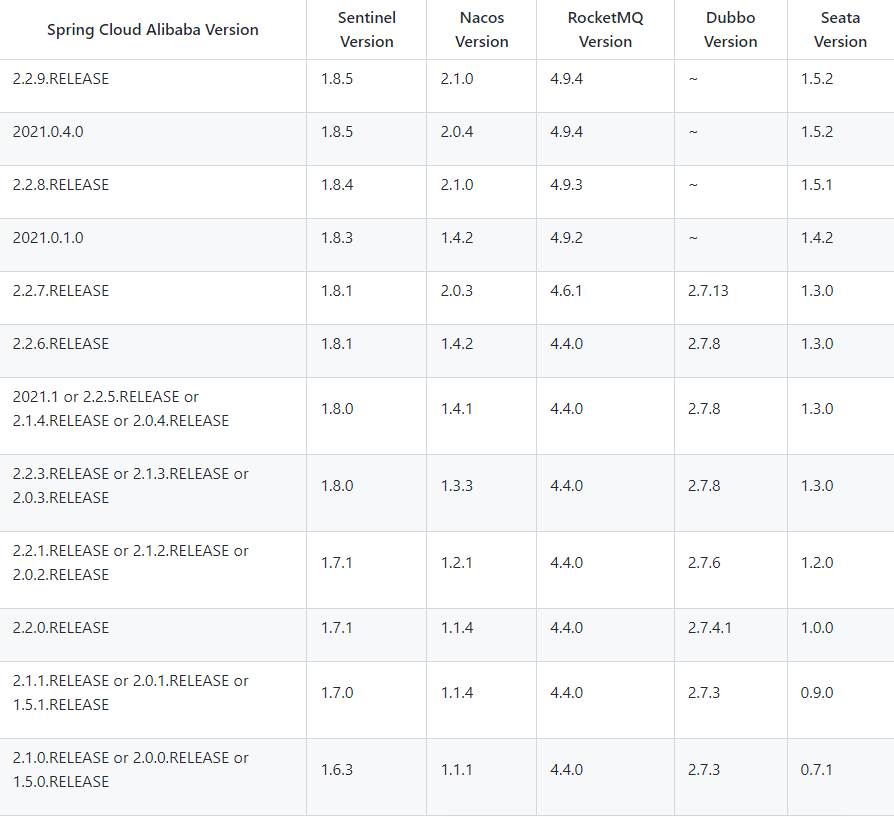 Spring Cloud Alibaba Version Sentinel Version Nacos Version RocketMQ Version Dubbo Version Seata Version
2.2.9.RELEASE 1.8.5 2.1.0 4.9.4 ~ 1.5.2
2021.0.4.0 1.8.5 2.0.4 4.9.4 ~ 1.5.2
2.2.8.RELEASE 1.8.4 2.1.0 4.9.3 ~ 1.5.1
2021.0.1.0 1.8.3 1.4.2 4.9.2 ~ 1.4.2
2.2.7.RELEASE 1.8.1 2.0.3 4.6.1 2.7.13 1.3.0
2.2.6.RELEASE 1.8.1 1.4.2 4.4.0 2.7.8 1.3.0
2021.1 or 2.2.5.RELEASE or
2.1.4.RELEASE or 2.0.4.RELEASE 1.8.0 1.4.1 4.4.0 2.7.8 1.3.0
2.2.3.RELEASE or 2.1.3.RELEASE or
2.0.3.RELEASE 1.8.0 1.3.3 4.4.0 2.7.8 1.3.0
2.2.1.RELEASE or 2.1.2.RELEASE or
2.0.2.RELEASE 1.7.1 1.2.1 4.4.0 2.7.6 1.2.0
2.2.0.RELEASE 1.7.1 1.1.4 4.4.0 2.7.4.1 1.0.0
2.1.1.RELEASE or 2.0.1.RELEASE or
1.5.1.RELEASE 1.7.0 1.1.4 4.4.0 2.7.3 0.9.0
2.1.0.RELEASE or 2.0.0.RELEASE or
1.5.0.RELEASE 1.6.3 1.1.1 4.4.0 2.7.3 0.7.1